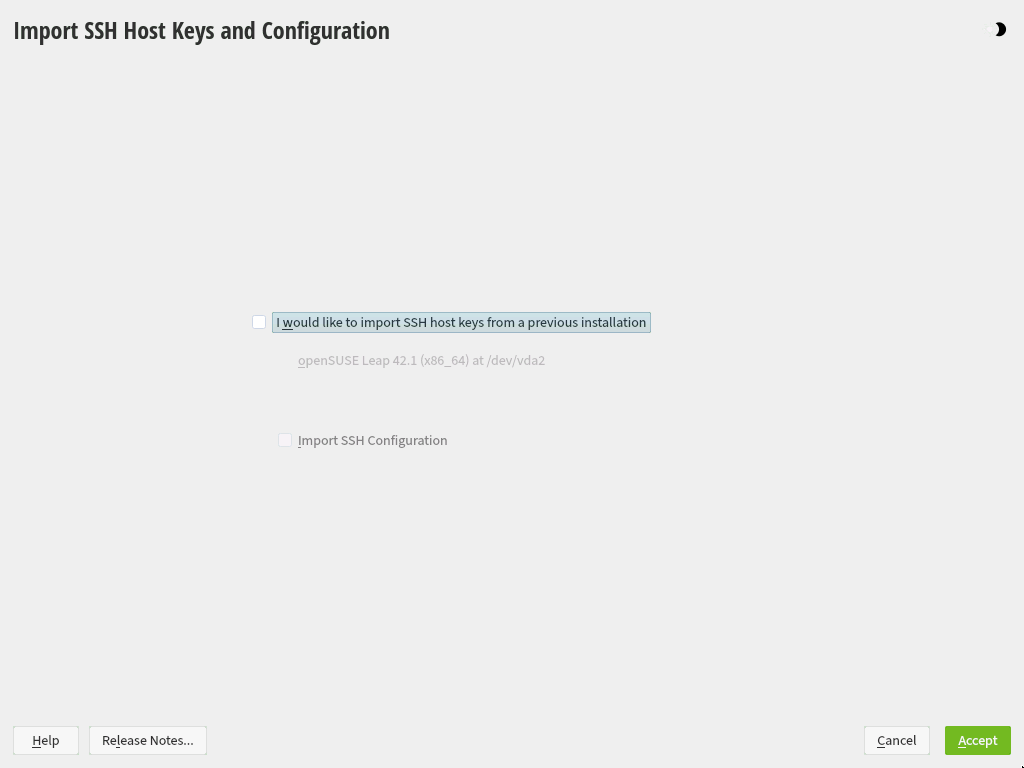 Import SSH Host Keys and Configuration
I would like to import SSH host keys from a previous installation
openSUSE Leap 42.1 (x86_64) at /dev/vda2
Import SSH Configuration
Help
Release Notes...
Cancel
Accept